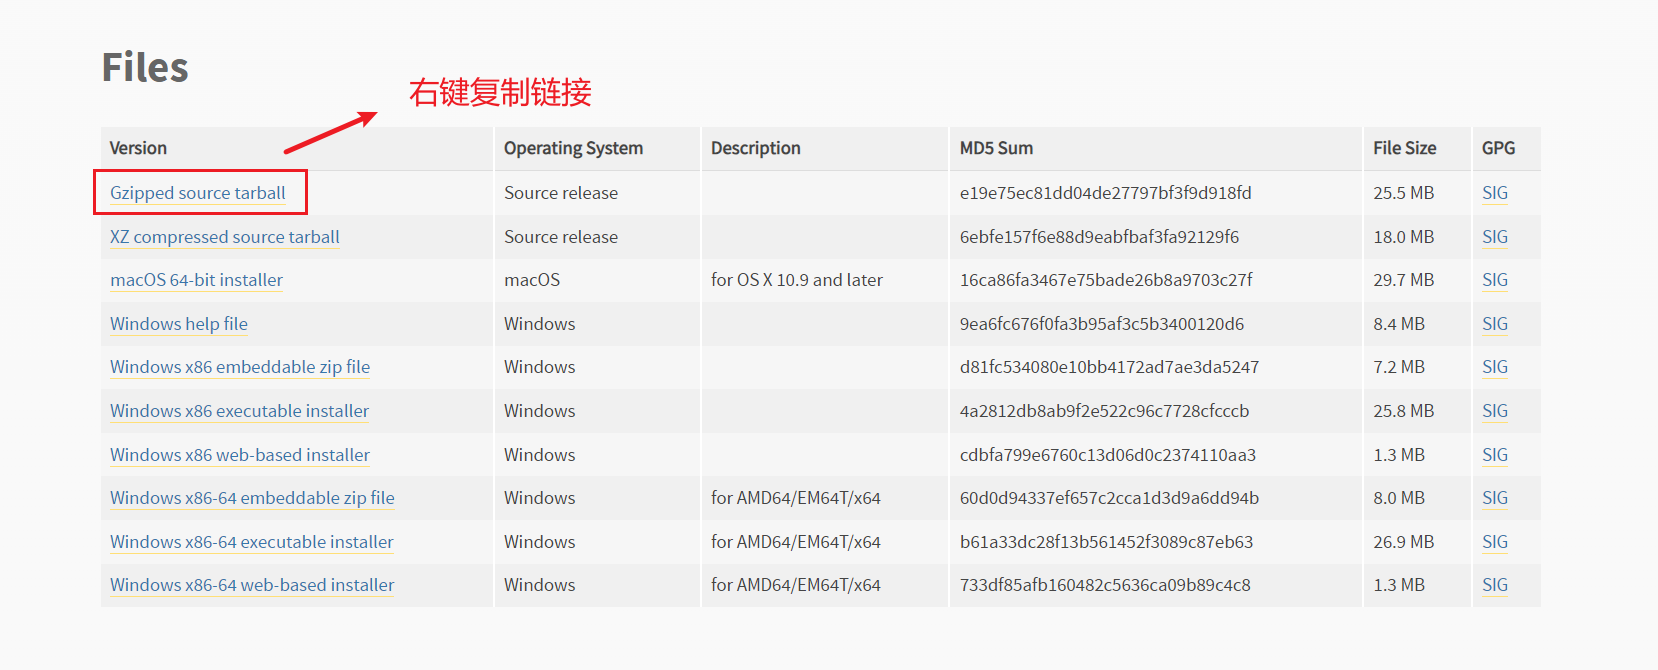 Files
右键复制链接
Version Operating System Description MD5 Sum File Size GPG
Gzipped source tarball Source release e19e75ec81dd04de27797bf3f9d918fd 25.5 MB SIG
XZ compressed source tarball Source release 6ebfe157f6e88d9eabfbaf3fa92129f6 18.0 MB SIG
macOS 64-bit installer macOS for OS X 10.9 and later 16ca86fa3467e75bade26b8a9703c27f 29.7 MB SIG
Windows help file Windows 9ea6fc676f0fa3b95af3c5b3400120d6 8.4 MB SIG
Windows x86 embeddable zip file Windows d81fc534080e10bb4172ad7ae3da5247 7.2 MB SIG
Windows x86 executable installer Windows 4a2812db8ab9f2e522c96c7728cfcccb 25.8 MB SIG
Windows x86 web-based installer Windows cdbfa799e6760c13d06d0c2374110aa3 1.3 MB SIG
Windows x86-64 embeddable zip file Windows for AMD64/EM64T/x64 60d0d94337ef657c2cca1d3d9a6dd94b 8.0 MB SIG
Windows x86-64 executable installer Windows for AMD64/EM64T/x64 b61a33dc28f13b561452f3089c87eb63 26.9 MB SIG
Windows x86-64 web-based installer Windows for AMD64/EM64T/x64 733df85afb160482c5636ca09b89c4c8 1.3 MB SIG